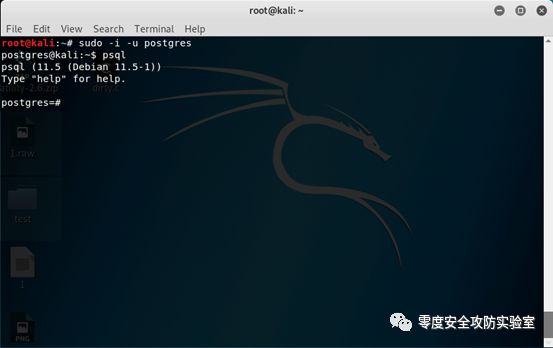 root@kali: ~
File Edit View Search Terminal Help
root@kali:~# sudo -i -u postgres
postgres@kali:~$ psql
psql (11.5 (Debian 11.5-1))
Type "help" for help.
postgres=#
atility-2.6.zip
dirty.c
1.raw
test
1
PNG
零度安全攻防实验室